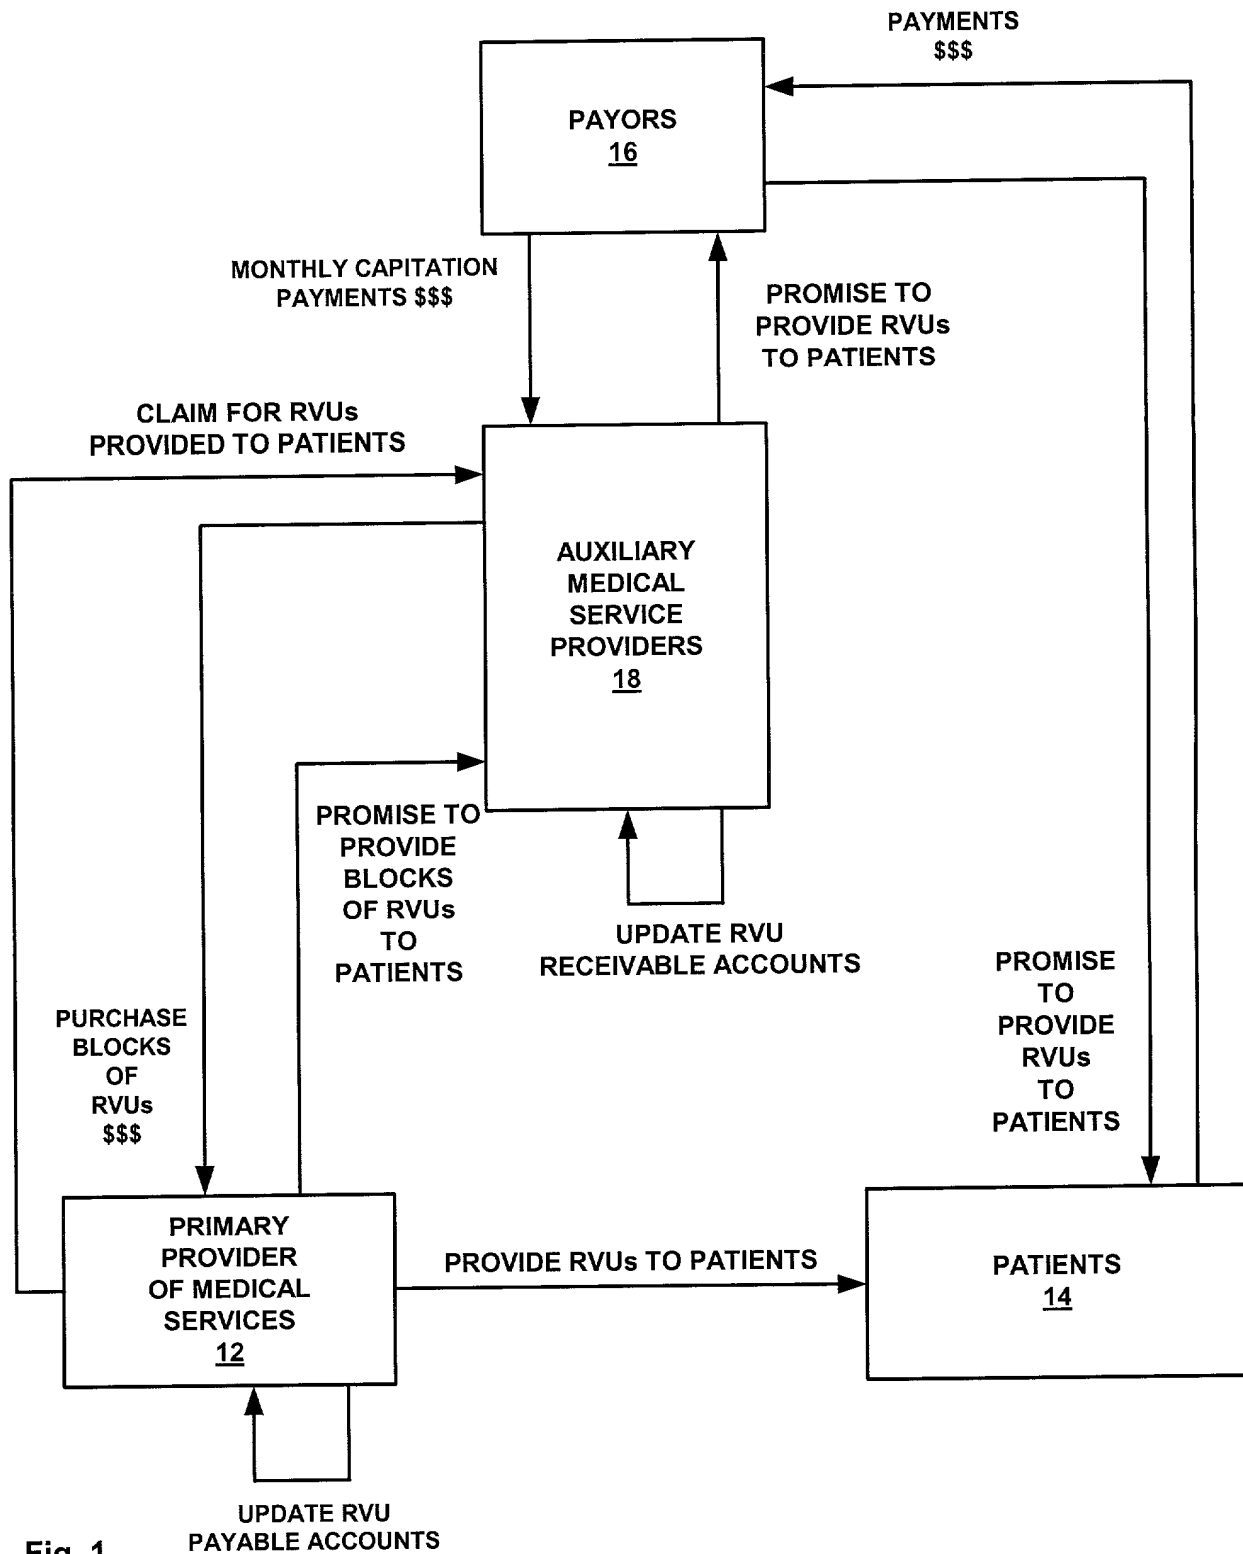 PAYMENTS
$$$
PAYORS
16
MONTHLY CAPITATION
PAYMENTS $$$
PROMISE TO
PROVIDE RVUs
TO PATIENTS
CLAIM FOR RVUs
PROVIDED TO PATIENTS
AUXILIARY
MEDICAL
SERVICE
PROVIDERS
18
PROMISE TO
PROVIDE
BLOCKS
OF RVUs
TO
PATIENTS
UPDATE RVU
RECEIVABLE ACCOUNTS
PURCHASE
BLOCKS
OF
RVUs
$$$
PROMISE
TO
PROVIDE
RVUs
TO
PATIENTS
PRIMARY
PROVIDER
OF MEDICAL
SERVICES
12
PROVIDE RVUs TO PATIENTS
PATIENTS
14
UPDATE RVU
PAYABLE ACCOUNTS
Fig. 1